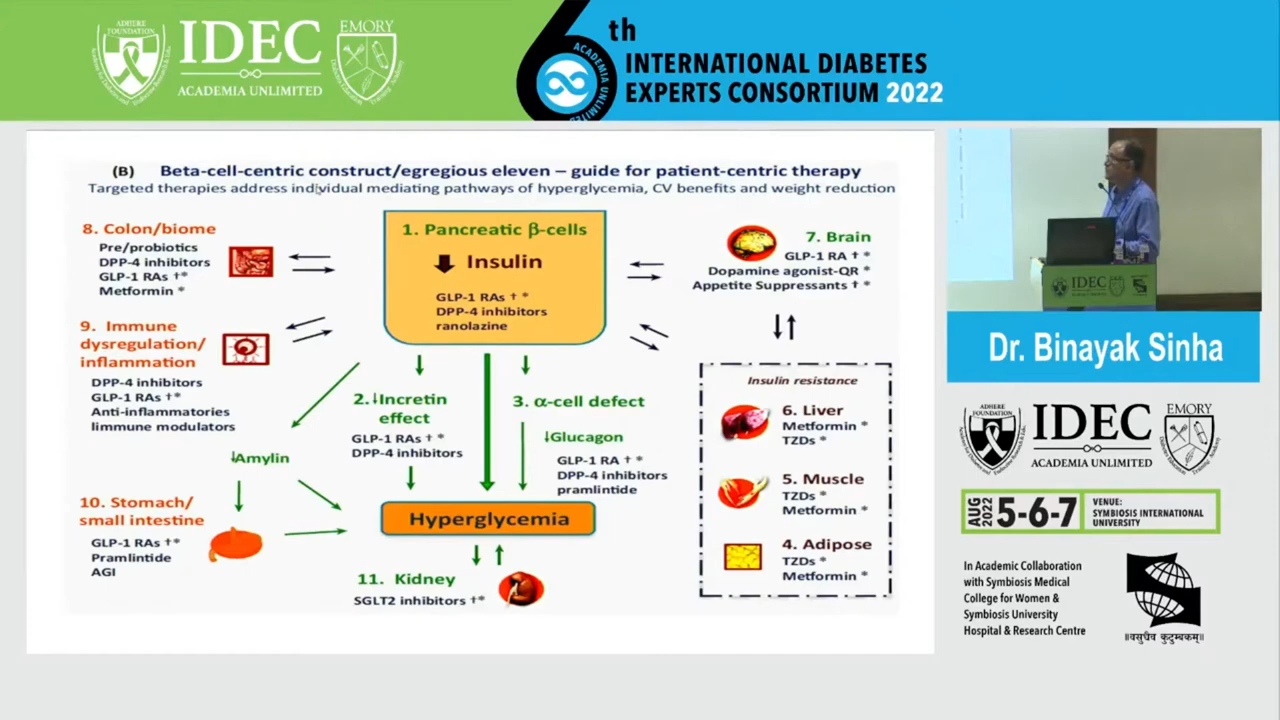 ADHERE
FOUNDATION
IDEC
ACADEMIA UNLIMITED
EMORY
6th
ACADEMIA UNLIMITED
INTERNATIONAL DIABETES
EXPERTS CONSORTIUM 2022
(B) Beta-cell-centric construct/egregious eleven – guide for patient-centric therapy
Targeted therapies address individual mediating pathways of hyperglycemia, CV benefits and weight reduction
8. Colon/biome
Pre/probiotics
DPP-4 inhibitors
GLP-1 RAs †*
Metformin *
9. Immune
dysregulation/
inflammation
DPP-4 inhibitors
GLP-1 RAs †*
Anti-inflammatories
Iimmune modulators
↓Amylin
10. Stomach/
small intestine
GLP-1 RAs †*
Pramlintide
AGI
1. Pancreatic β-cells
↓ Insulin
GLP-1 RAs † *
DPP-4 inhibitors
ranolazine
2.↓Incretin
effect
GLP-1 RAs † *
DPP-4 inhibitors
3. α-cell defect
↓Glucagon
GLP-1 RA † *
DPP-4 inhibitors
pramlintide
Hyperglycemia
11. Kidney
SGLT2 inhibitors †*
7. Brain
GLP-1 RA † *
Dopamine agonist-QR *
Appetite Suppressants † *
Insulin resistance
6. Liver
Metformin *
TZDs *
5. Muscle
TZDs *
Metformin *
4. Adipose
TZDs *
Metformin *
IDEC
Dr. Binayak Sinha
ADHERE
FOUNDATION
IDEC
ACADEMIA UNLIMITED
EMORY
AUG
2022
5-6-7
VENUE:
SYMBIOSIS INTERNATIONAL
UNIVERSITY
In Academic Collaboration
with Symbiosis Medical
College for Women &
Symbiosis University
Hospital & Research Centre
॥वसुधैव कुटुम्बकम्॥